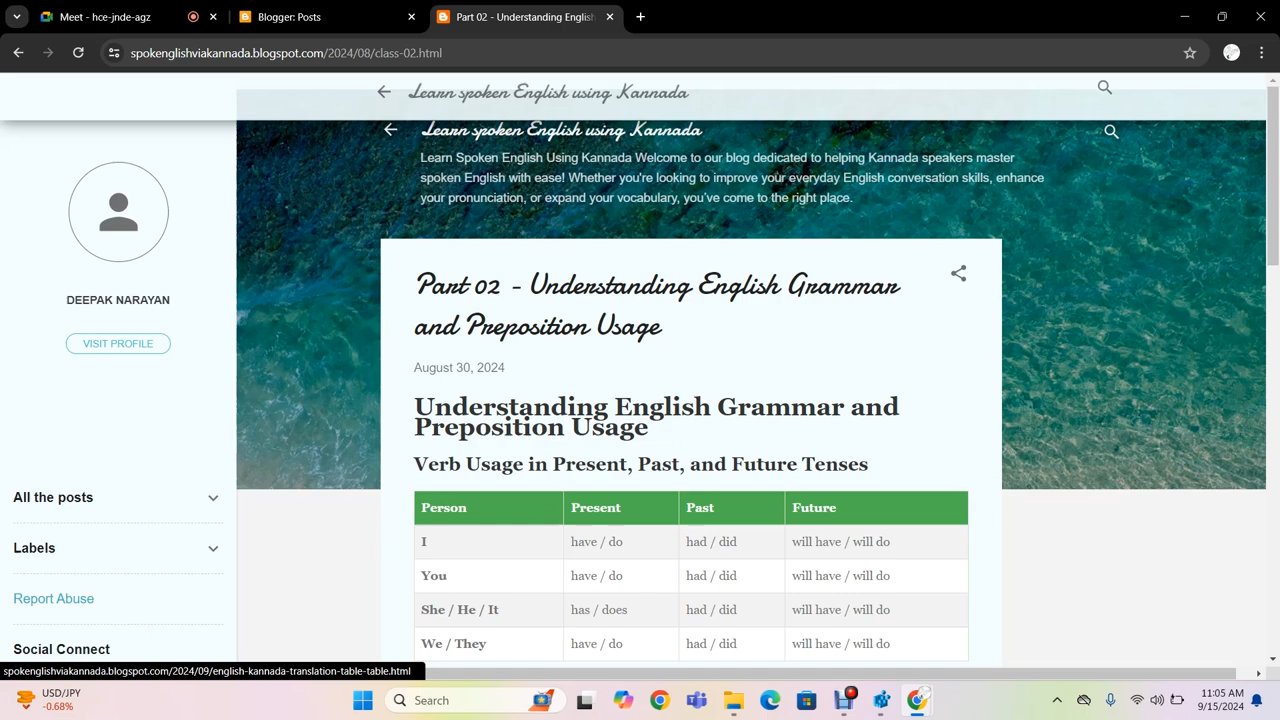 Meet - hce-jnde-agz
Blogger: Posts
Part 02 - Understanding Englis
spokenglishviakannada.blogspot.com/2024/08/class-02.html
Learn spoken English using Kannada
Learn spoken English using Kannada
Learn Spoken English Using Kannada Welcome to our blog dedicated to helping Kannada speakers master
spoken English with ease! Whether you're looking to improve your everyday English conversation skills, enhance
your pronunciation, or expand your vocabulary, you've come to the right place.
DEEPAK NARAYAN
VISIT PROFILE
All the posts
Labels
Report Abuse
Social Connect
Part 02 - Understanding English Grammar
and Preposition Usage
August 30, 2024
Understanding English Grammar and
Preposition Usage
Verb Usage in Present, Past, and Future Tenses
Person Present Past Future
I have / do had / did will have / will do
You have / do had / did will have / will do
She / He / It has / does had / did will have / will do
We / They have / do had / did will have / will do
spokenglishviakannada.blogspot.com/2024/09/english-kannada-translation-table-table.html
USD/JPY
-0.68%
Search
11:05 AM
9/15/2024